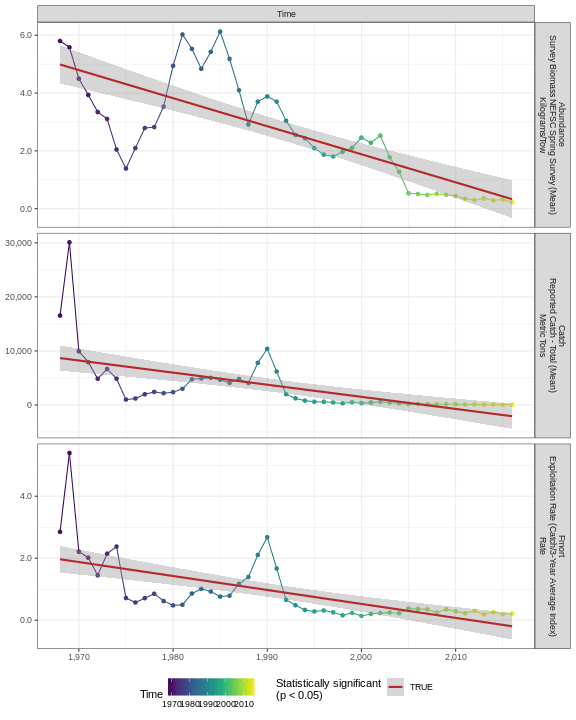 Time
6.0
4.0
2.0
0.0
Abundance
Survey Biomass NEFSC Spring Survey (Mean)
Kilograms/Tow
30,000
20,000
10,000
0
Catch
Reported Catch - Total (Mean)
Metric Tons
4.0
2.0
0.0
Fmort
Exploitation Rate (Catch/3-Year Average Index)
Rate
1,970 1,980 1,990 2,000 2,010
Time
1970 1980 1990 2000 2010
Statistically significant
(p < 0.05)
TRUE